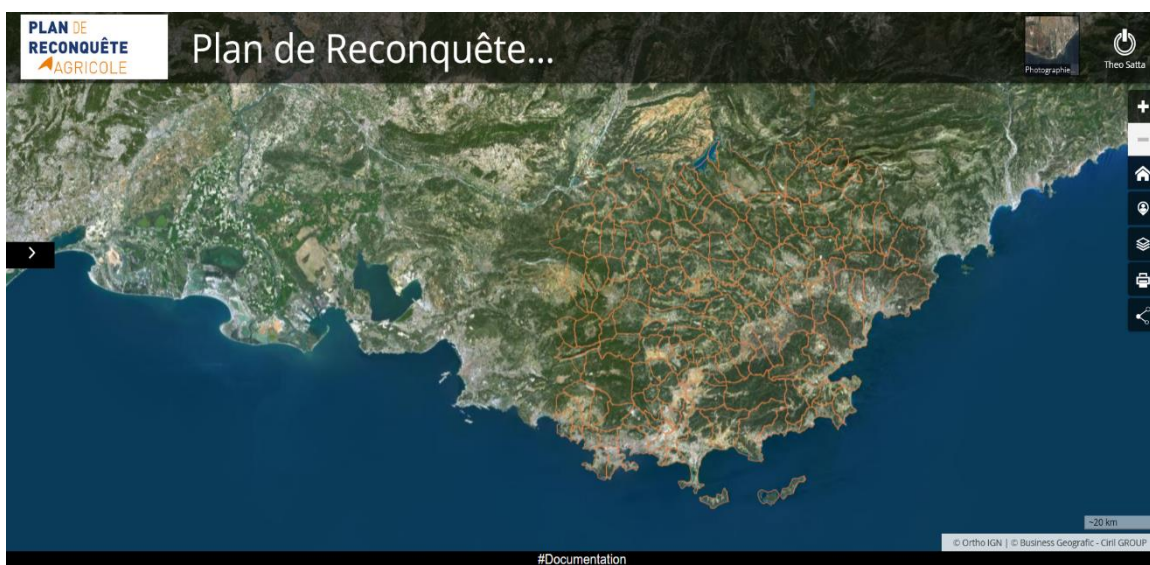 PLAN DE
RECONQUÊTE
AGRICOLE
Plan de Reconquête...
Photographie
Theo Satta
~20 km
© Ortho IGN | © Business Geografic - Ciril GROUP
#Documentation